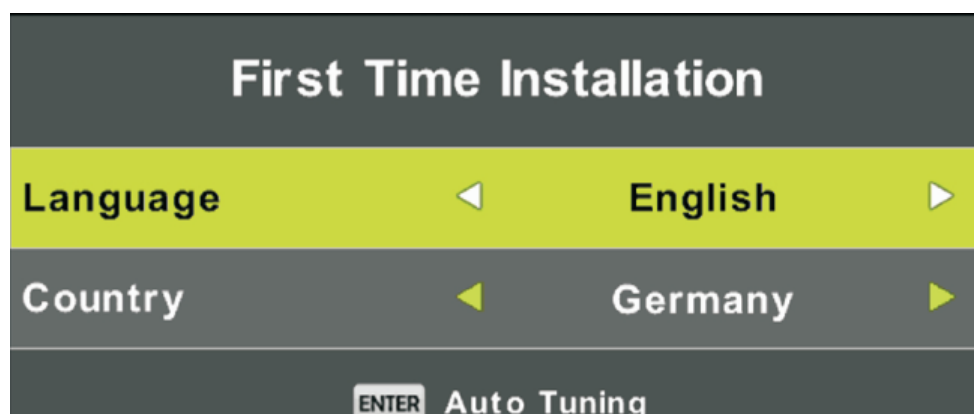 First Time Installation
Language English
Country Germany
ENTER Auto Tuning